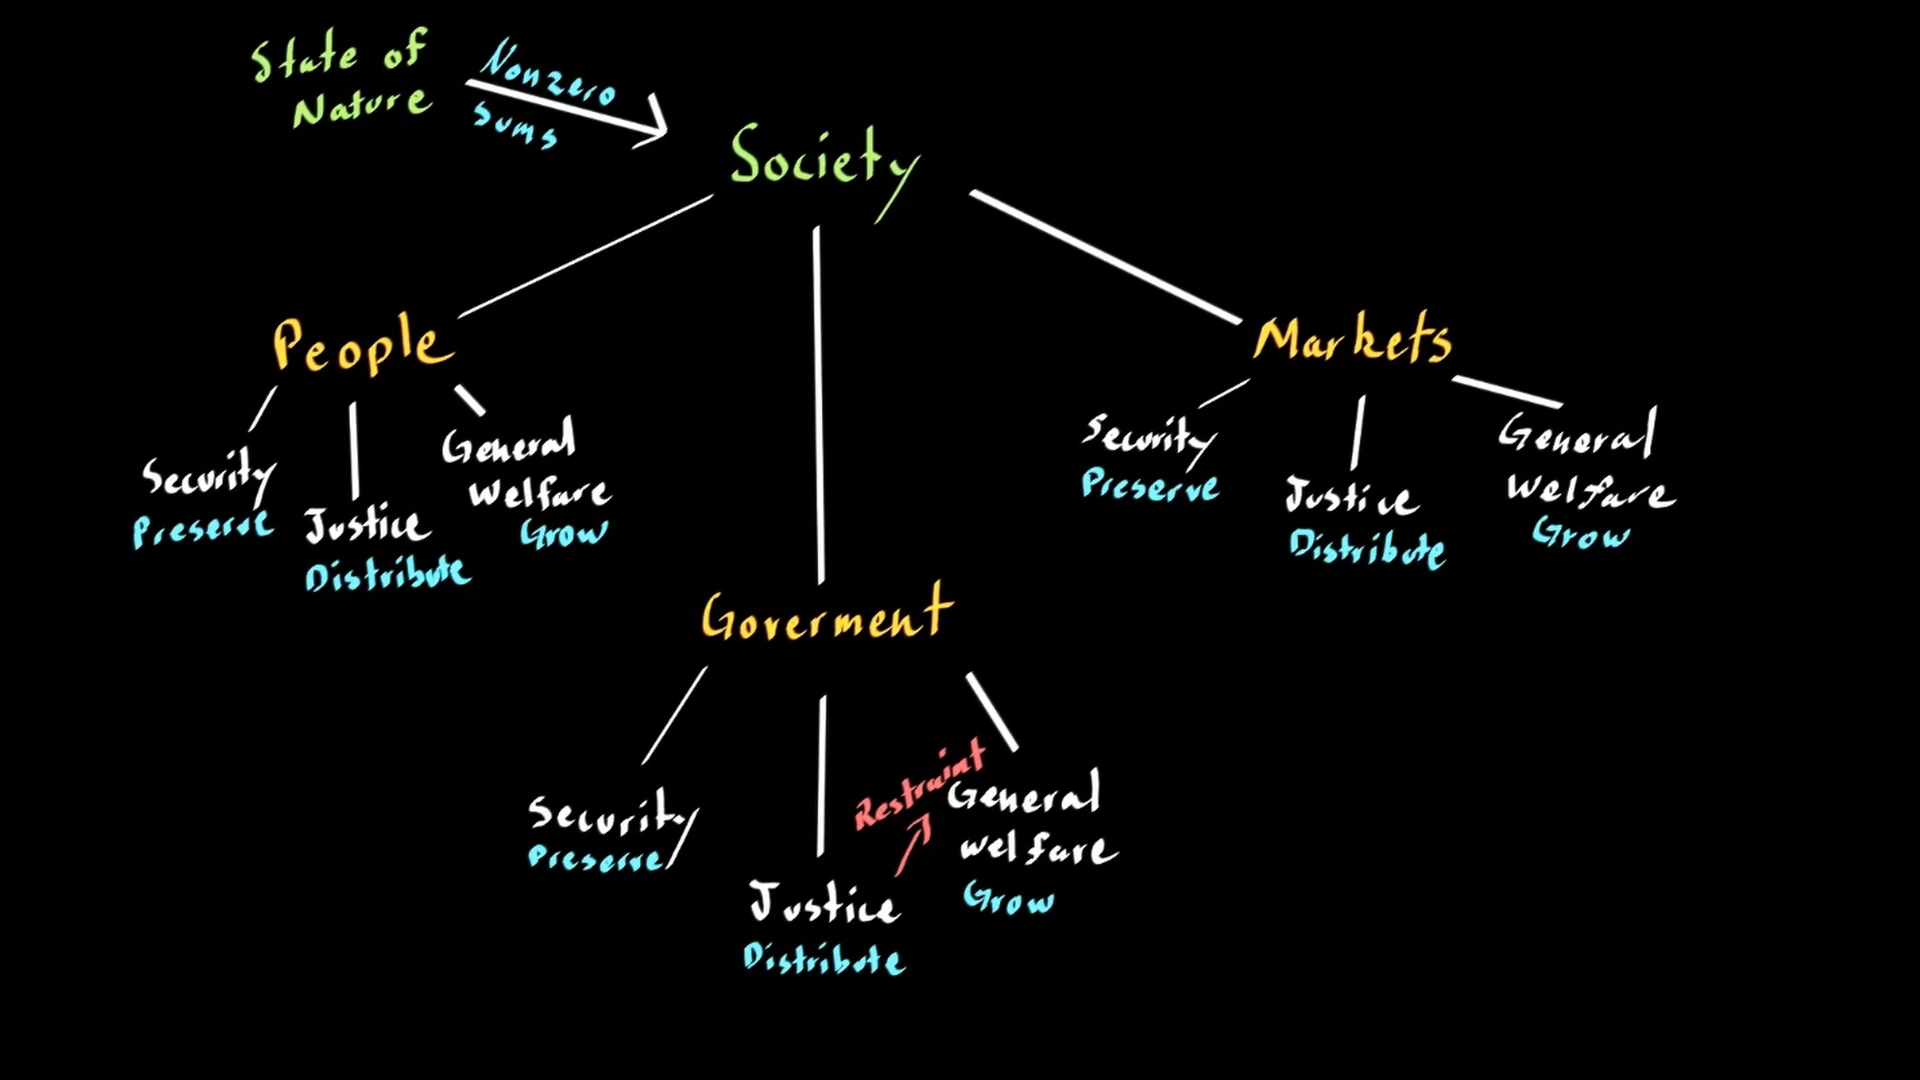 State of
Nature
Nonzero
Sums
Society
People
Security
Preserve
Justice
Distribute
General
Welfare
Grow
Markets
Security
Preserve
Justice
Distribute
General
Welfare
Grow
Goverment
Security
Preserve
Justice
Distribute
Restraint
General
Welfare
Grow